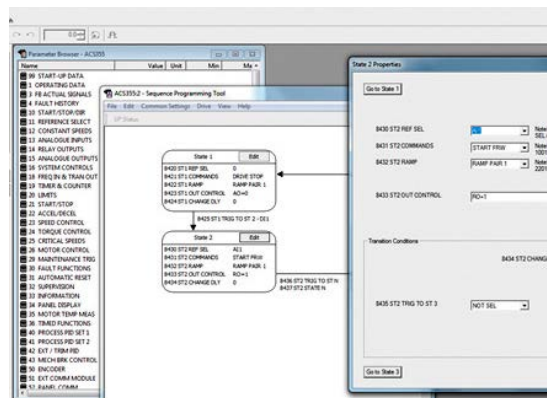 Parameter Browser - ACS355
Name Value Unit Min Ma
99 START-UP DATA
1 OPERATING DATA
3 FB ACTUAL SIGNALS
4 FAULT HISTORY
10 START/STOP/DIR
11 REFERENCE SELECT
12 CONSTANT SPEEDS
13 ANALOGUE INPUTS
14 RELAY OUTPUTS
15 ANALOGUE OUTPUTS
16 SYSTEM CONTROLS
18 FREQ IN & TRAN OUT
19 TIMER & COUNTER
20 LIMITS
21 START/STOP
22 ACCEL/DECEL
23 SPEED CONTROL
24 TORQUE CONTROL
25 CRITICAL SPEEDS
26 MOTOR CONTROL
29 MAINTENANCE TRIG
30 FAULT FUNCTIONS
31 AUTOMATIC RESET
32 SUPERVISION
33 INFORMATION
34 PANEL DISPLAY
35 MOTOR TEMP MEAS
36 TIMED FUNCTIONS
40 PROCESS PID SET 1
41 PROCESS PID SET 2
42 EXT / TRIM PID
43 MECH BRK CONTROL
50 ENCODER
51 EXT COMM MODULE
52 PANEL COMM
ACS355:2 - Sequence Programming Tool
File Edit Common Settings Drive View Help
State 1 Edit
8420 ST1 REF SEL 0
8421 ST1 COMMANDS DRIVE STOP
8422 ST1 RAMP RAMP PAIR 1
8423 ST1 OUT CONTROL AO=0
8424 ST1 CHANGE DLY 0
8425 ST1 TRIG TO ST 2 - DI1
State 2 Edit
8430 ST2 REF SEL AI1
8431 ST2 COMMANDS START FRW
8432 ST2 RAMP RAMP PAIR 1
8433 ST2 OUT CONTROL RO=1
8434 ST2 CHANGE DLY 0
8436 ST2 TRIG TO ST N
8437 ST2 STATE N
State 2 Properties
Go to State 1
8430 ST2 REF SEL AI1 Note
8431 ST2 COMMANDS START FRW Note
1001
8432 ST2 RAMP RAMP PAIR 1 Note
2201
8433 ST2 OUT CONTROL RO=1
Transition Conditions
8434 ST2 CHANGE
8435 ST2 TRIG TO ST 3 NOT SEL
Go to State 3